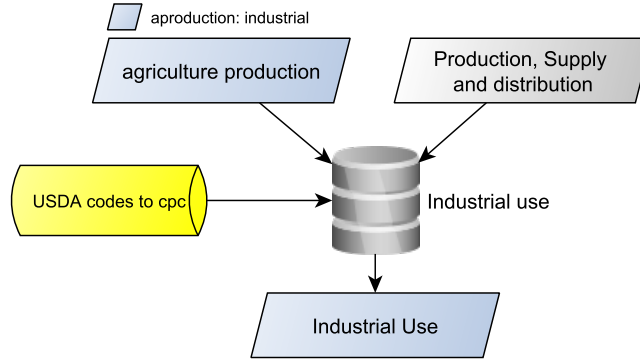 aproduction: industrial
agriculture production
Production, Supply
and distribution
USDA codes to cpc
Industrial use
Industrial Use